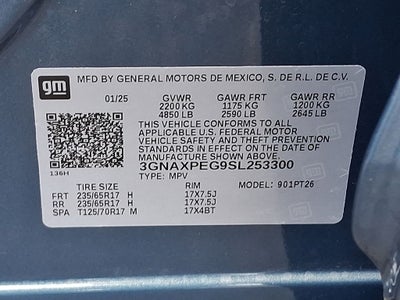 gm
MFD BY GENERAL MOTORS DE MEXICO, S. DE R.L. DE C.V.
01/25 GVWR GAWR FRT GAWR RR
2200 KG 1175 KG 1200 KG
4850 LB 2590 LB 2645 LB
THIS VEHICLE CONFORMS TO ALL APPLICABLE U.S. FEDERAL MOTOR VEHICLE SAFETY AND THEFT PREVENTION STANDARDS IN EFFECT ON THE DATE OF MANUFACTURE SHOWN ABOVE.
3GNAXPEG9SL253300
136H TYPE: MPV MODEL: 901PT26
TIRE SIZE RIM
FRT 235/65R17 H 17X7.5J
RR 235/65R17 H 17X7.5J
SPA T125/70R17 M 17X4BT